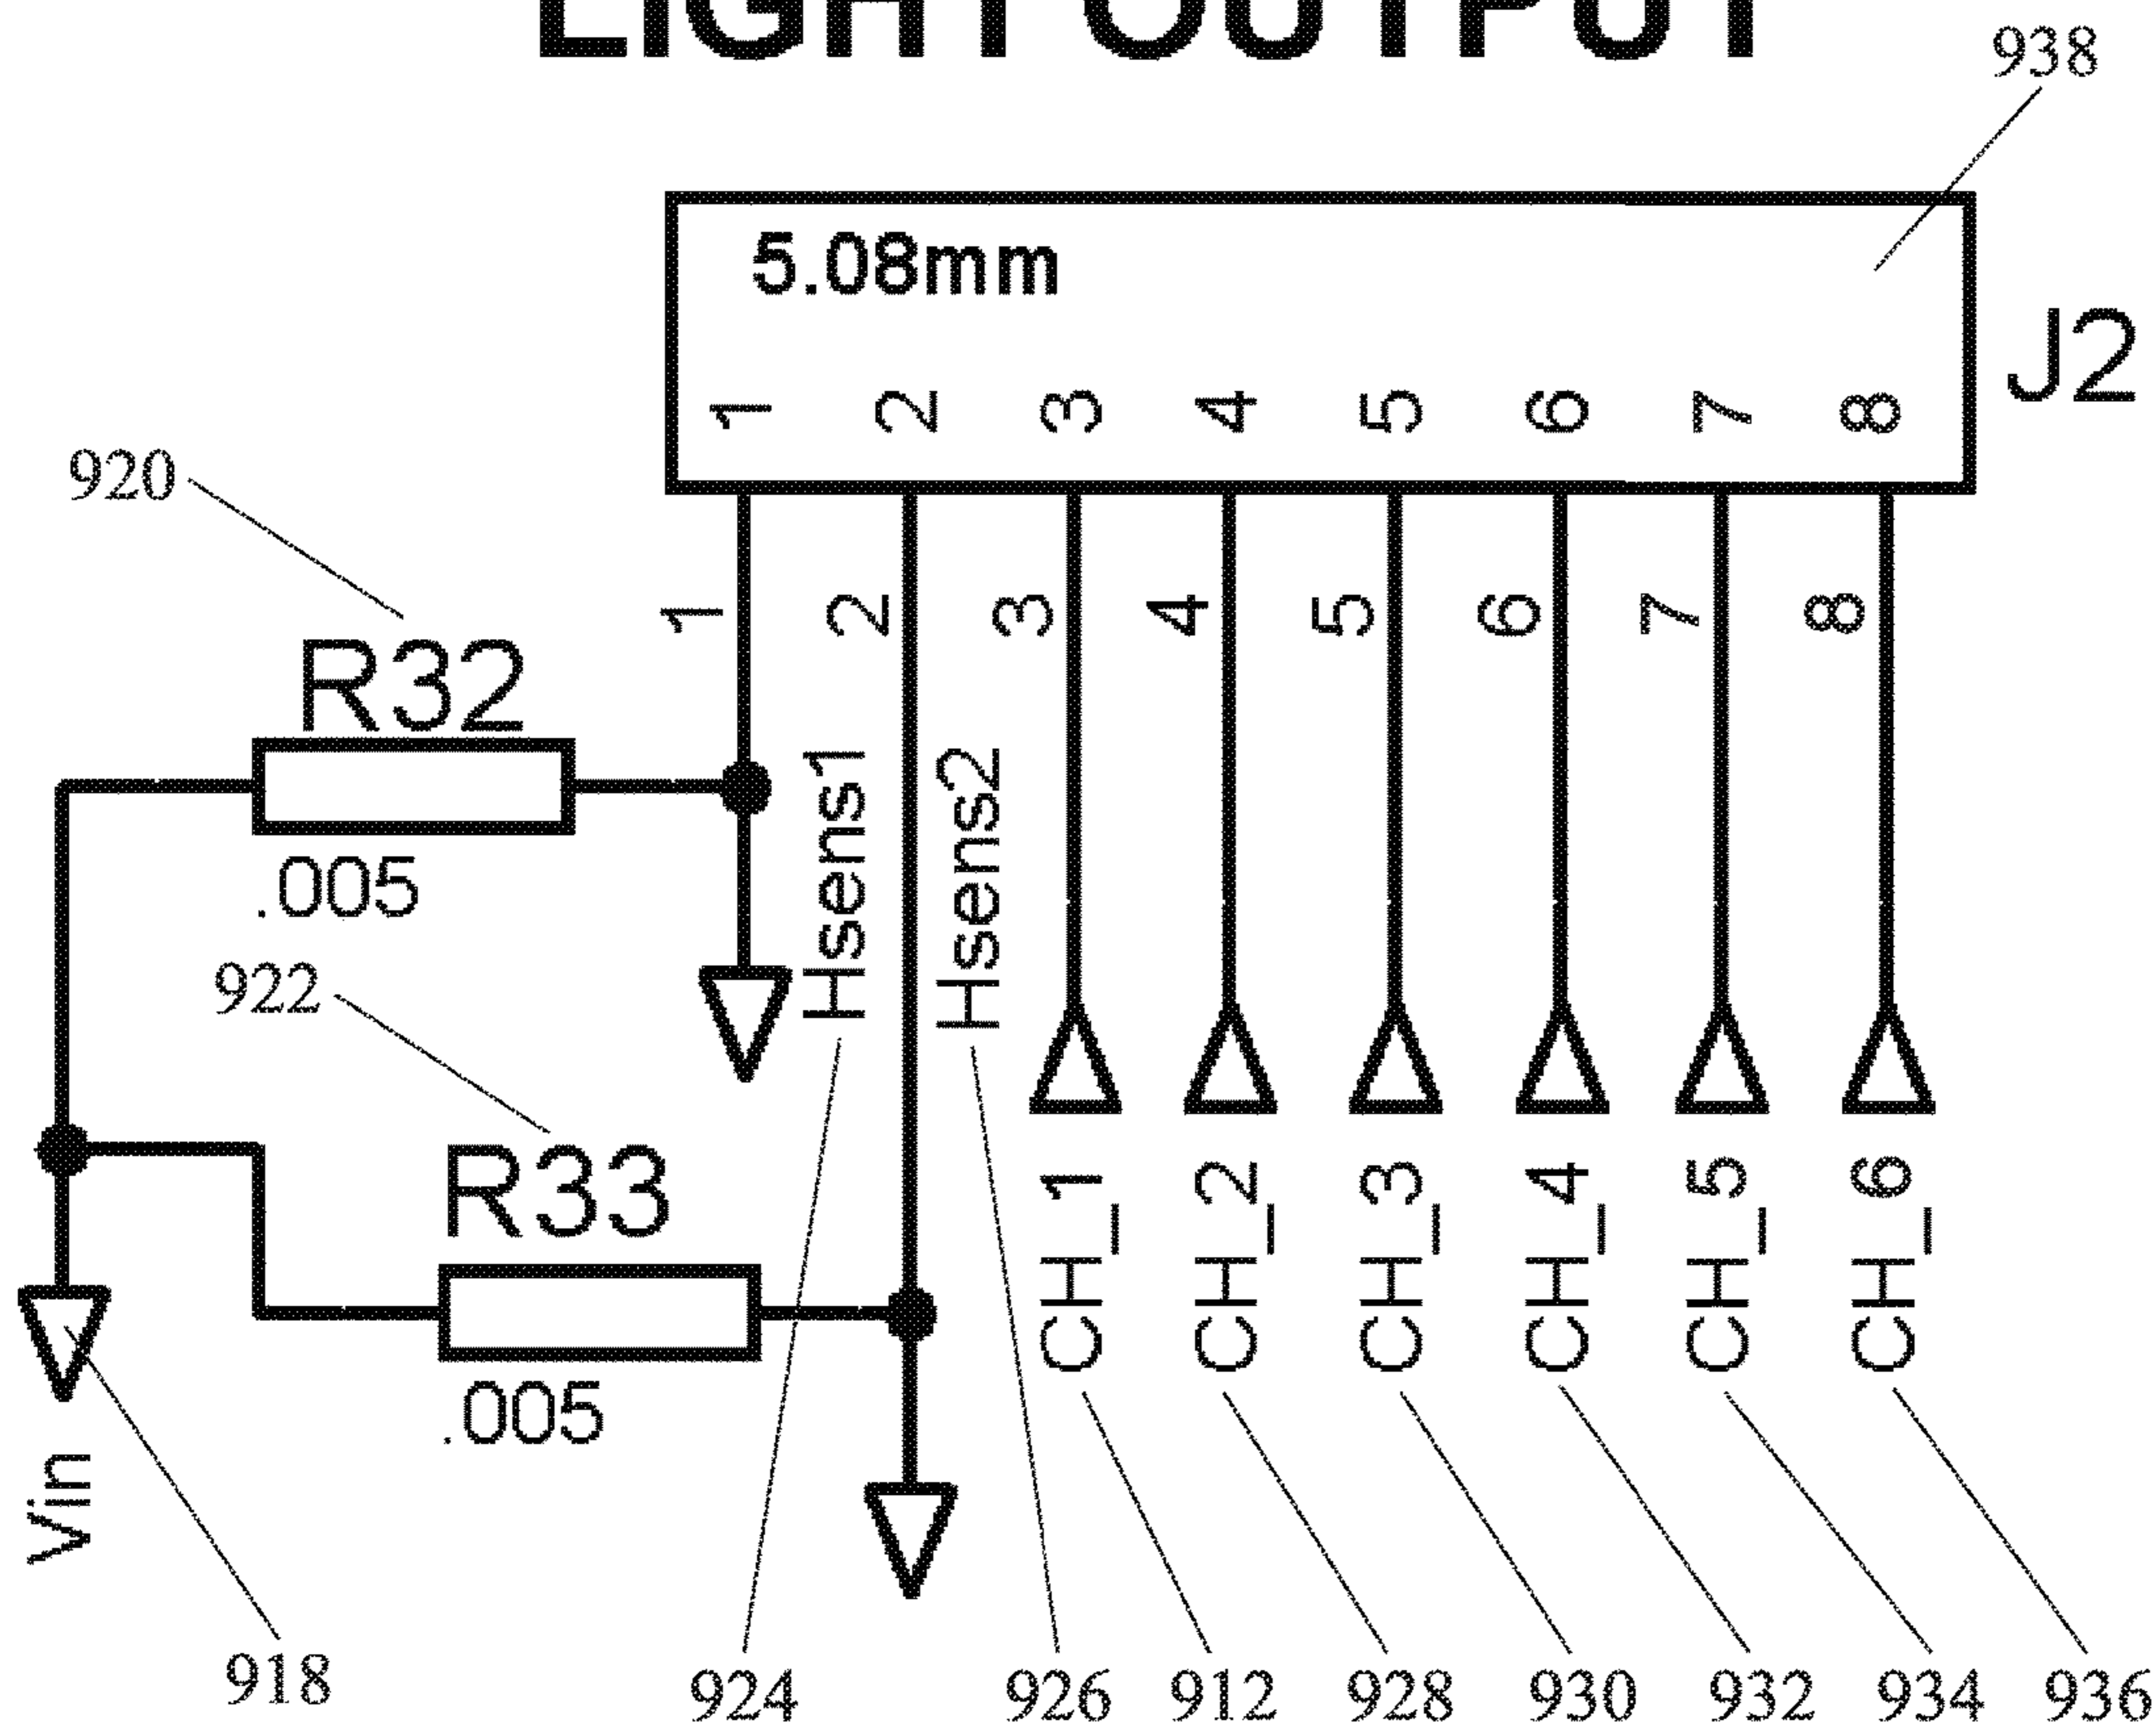 LIGHT OUTPUT
938
5.08mm
J2
1 2 3 4 5 6 7 8
920
1 2 3 4 5 6 7 8
R32
.005
Hsens1
Hsens2
922
R33
.005
CH_1
CH_2
CH_3
CH_4
CH_5
CH_6
Vin
918 924 926 912 928 930 932 934 936